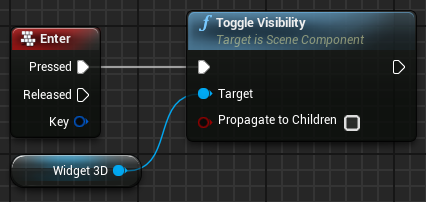 Enter
Pressed
Released
Key
Widget 3D
Toggle Visibility
Target is Scene Component
Target
Propagate to Children